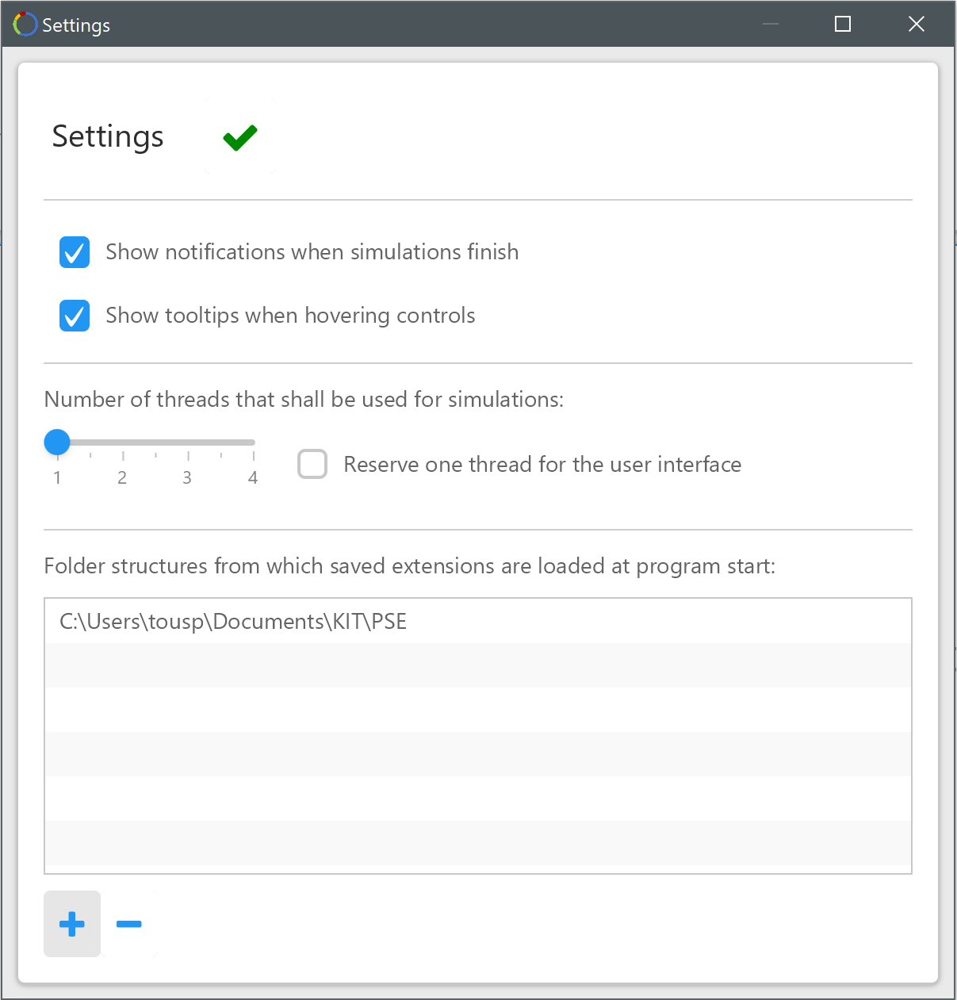 Settings
Settings
Show notifications when simulations finish
Show tooltips when hovering controls
Number of threads that shall be used for simulations:
1 2 3 4
Reserve one thread for the user interface
Folder structures from which saved extensions are loaded at program start:
C:\Users\tousp\Documents\KIT\PSE